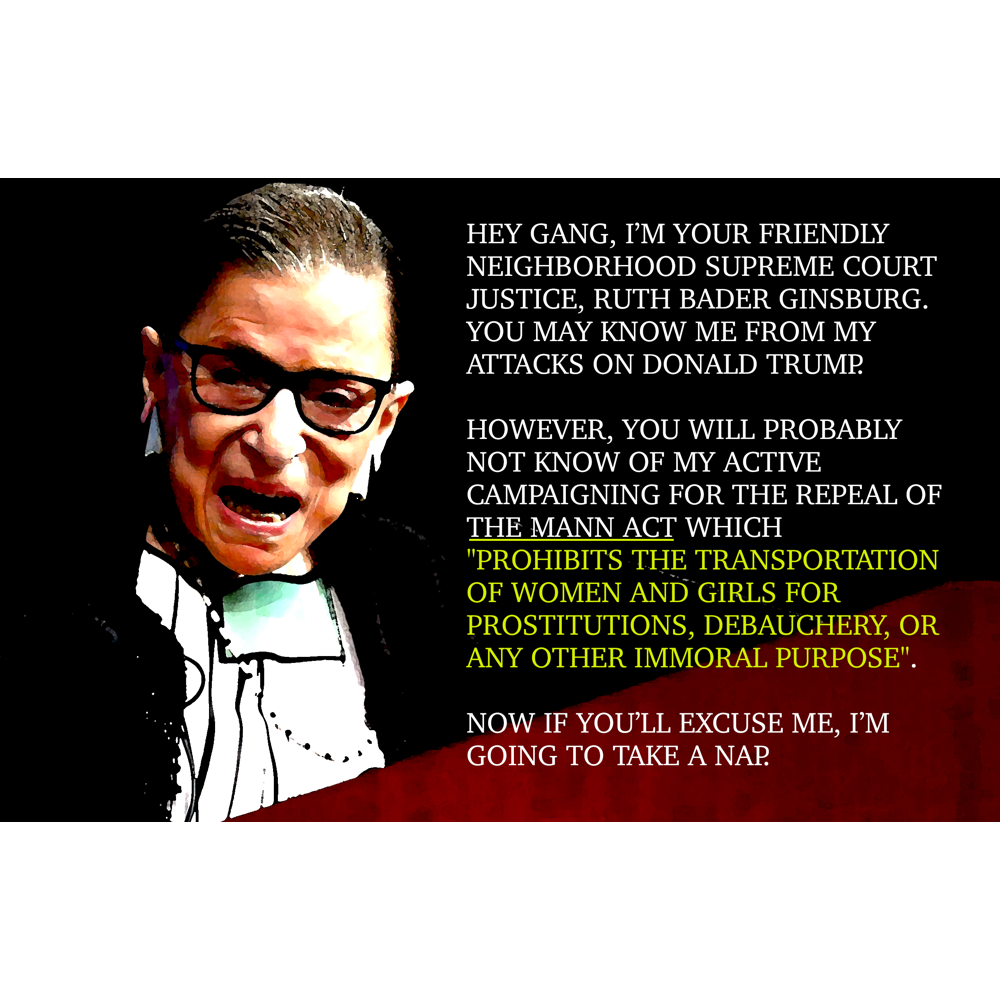 HEY GANG, I’M YOUR FRIENDLY
NEIGHBORHOOD SUPREME COURT
JUSTICE, RUTH BADER GINSBURG.
YOU MAY KNOW ME FROM MY
ATTACKS ON DONALD TRUMP.
HOWEVER, YOU WILL PROBABLY
NOT KNOW OF MY ACTIVE
CAMPAIGNING FOR THE REPEAL OF
THE MANN ACT WHICH
"PROHIBITS THE TRANSPORTATION
OF WOMEN AND GIRLS FOR
PROSTITUTIONS, DEBAUCHERY, OR
ANY OTHER IMMORAL PURPOSE".
NOW IF YOU’LL EXCUSE ME, I’M
GOING TO TAKE A NAP.